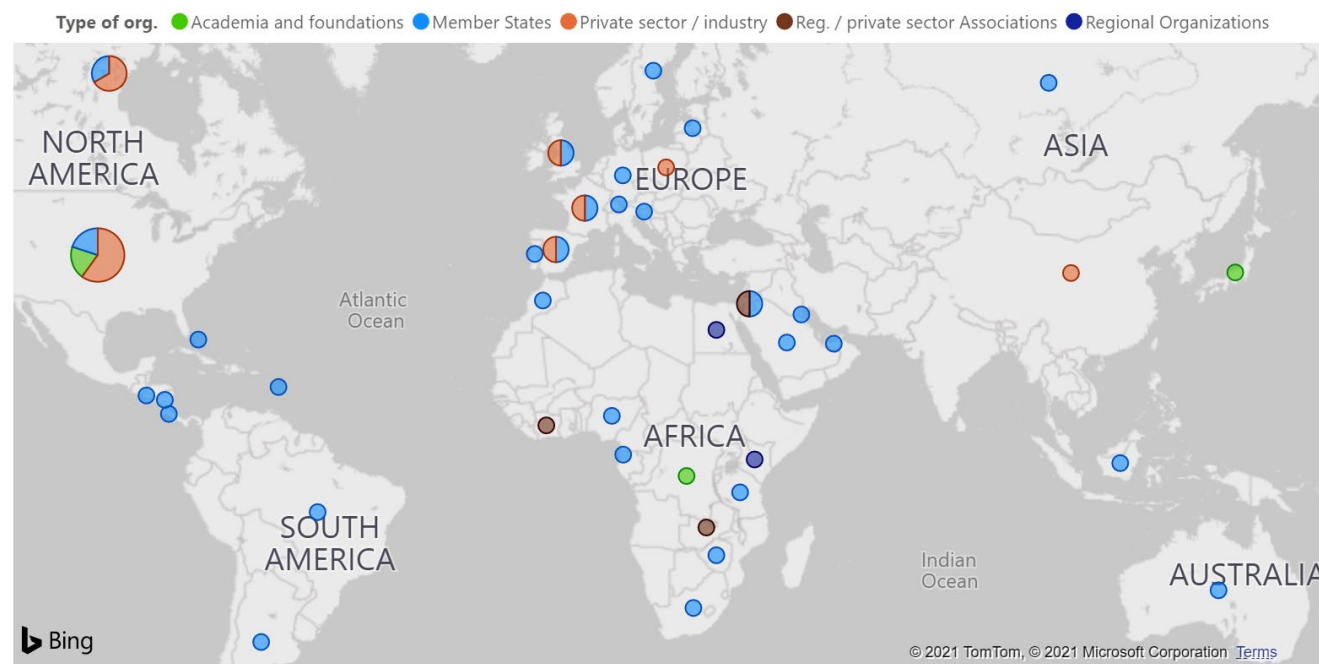 Type of org. Academia and foundations Member States Private sector / industry Reg. / private sector Associations Regional Organizations
NORTH
AMERICA
ASIA
EUROPE
Atlantic
Ocean
AFRICA
SOUTH
AMERICA
Indian
Ocean
AUSTRALIA
Bing
© 2021 TomTom, © 2021 Microsoft Corporation Terms